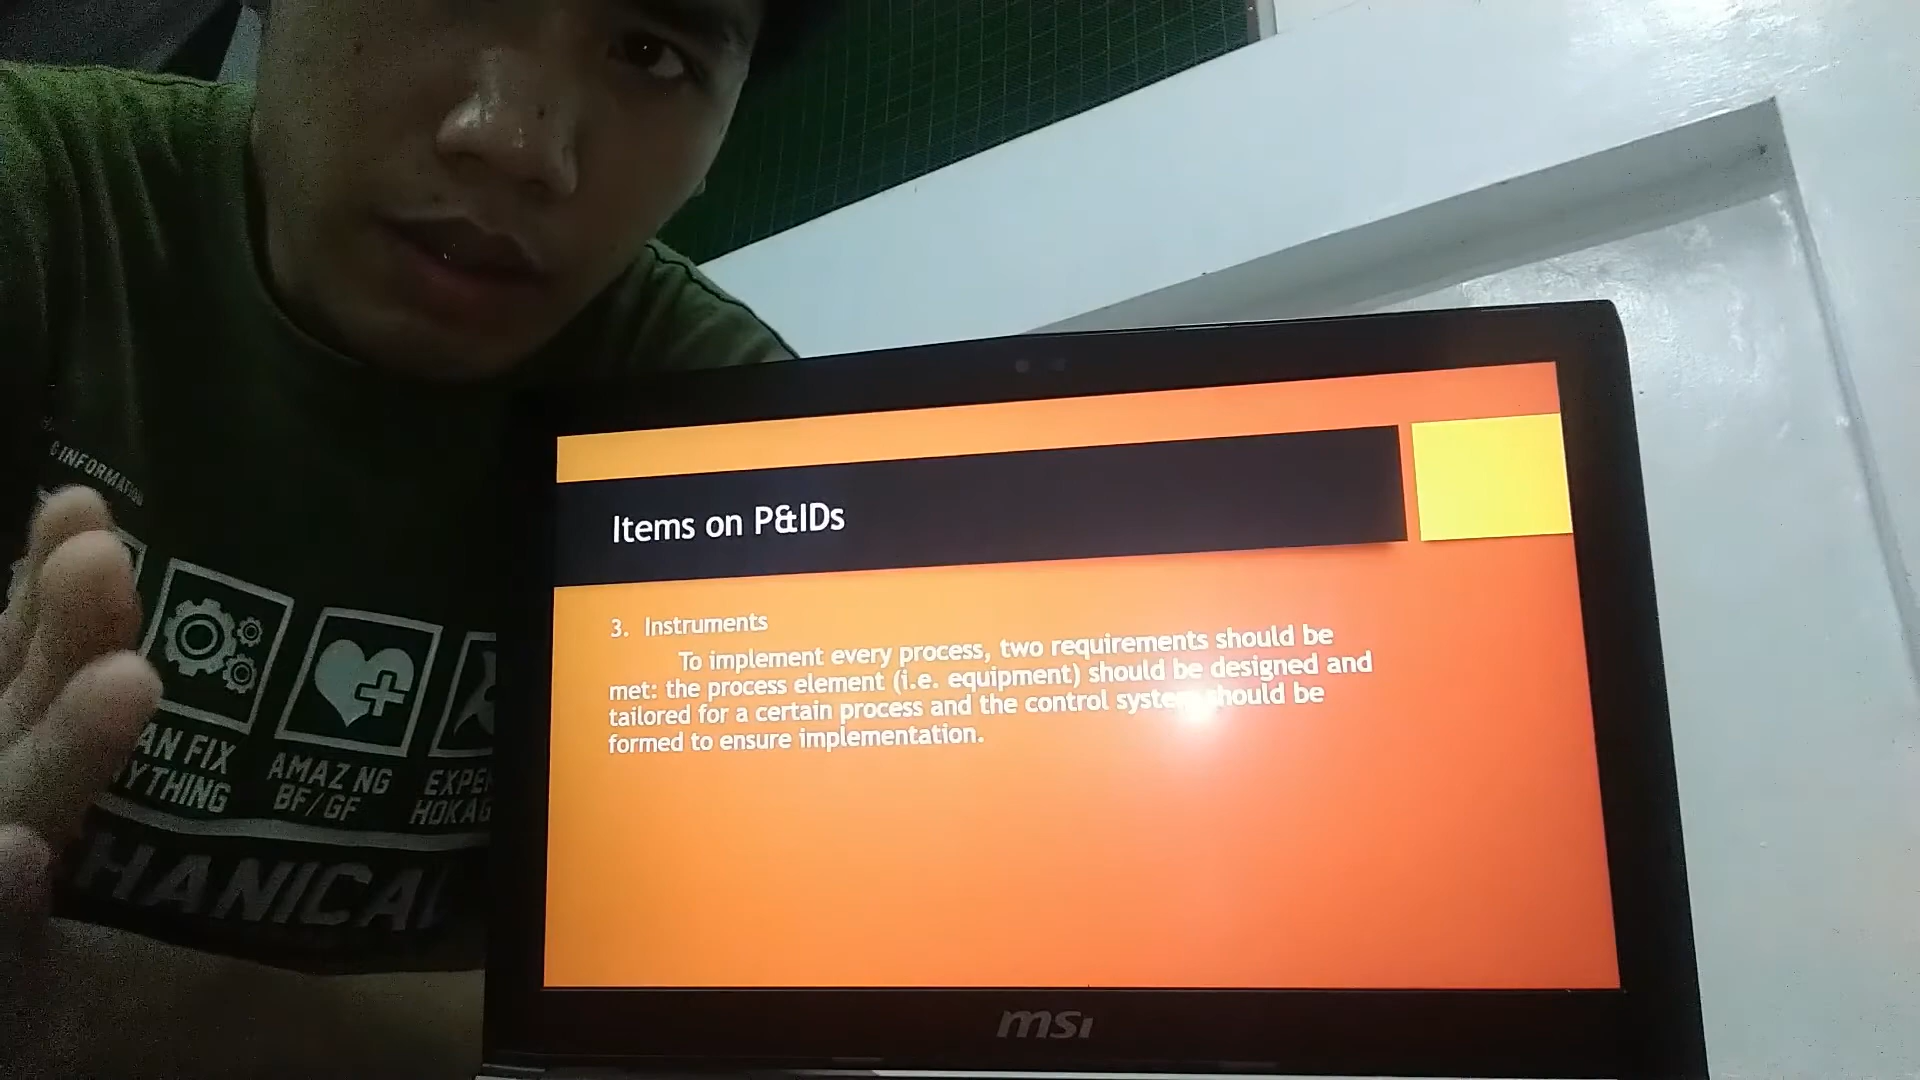 Items on P&IDs
3. Instruments
To implement every process, two requirements should be
met: the process element (i.e. equipment) should be designed and
tailored for a certain process and the control system should be
formed to ensure implementation.
msi
INFORMATION
AN FIX
YTHING
AMAZ NG
BF/GF
EXPE
HOKAG
HANICAL